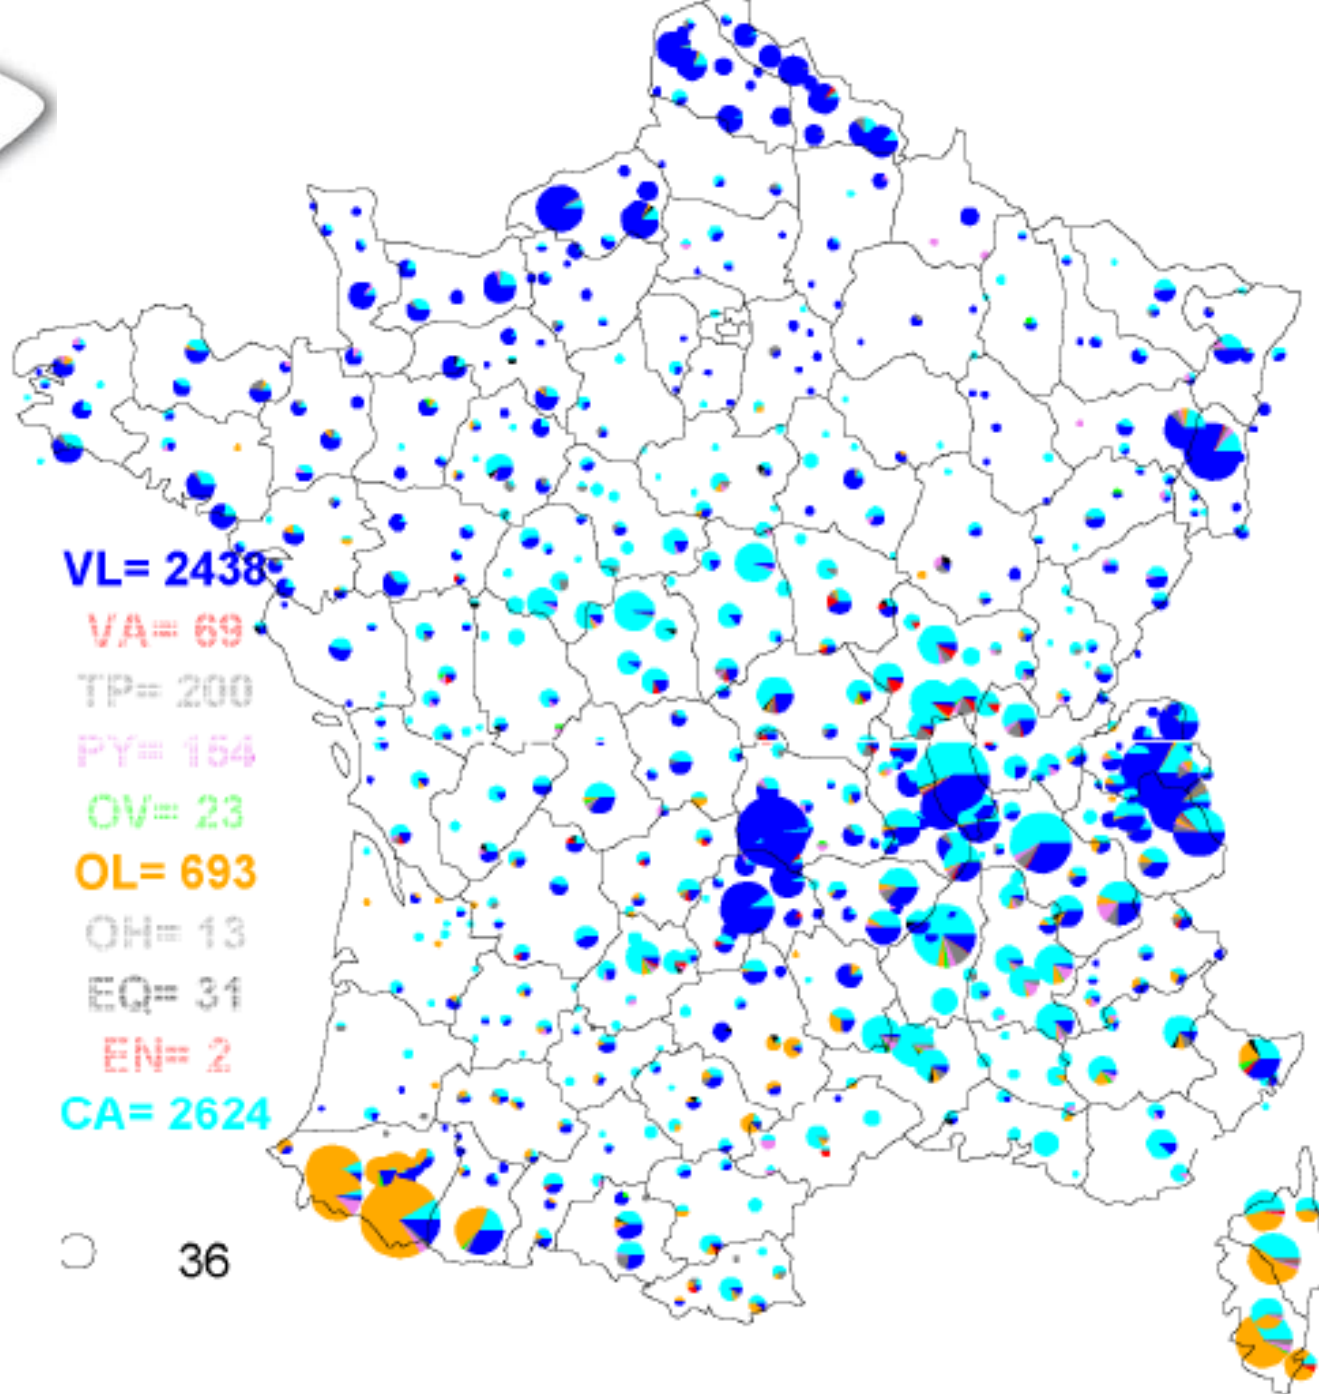 VL= 2438
VA= 69
TP= 209
PY= 154
OV= 23
OL= 693
OH= 13
EQ= 31
EN= 2
CA= 2624
36